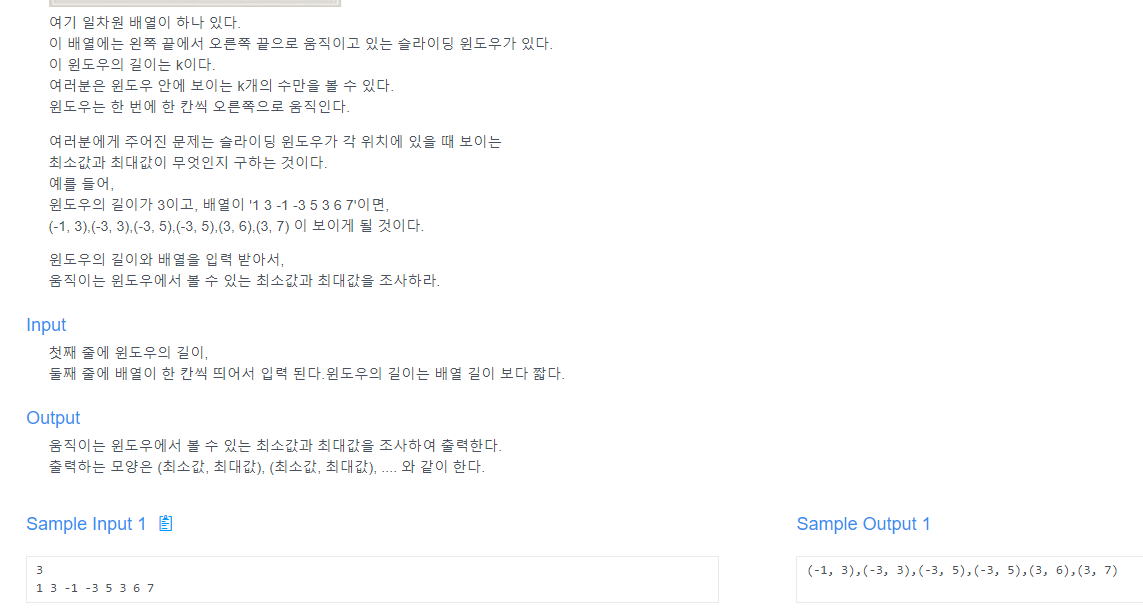 여기 일차원 배열이 하나 있다.
이 배열에는 왼쪽 끝에서 오른쪽 끝으로 움직이고 있는 슬라이딩 윈도우가 있다.
이 윈도우의 길이는 k이다.
여러분은 윈도우 안에 보이는 k개의 수만을 볼 수 있다.
윈도우는 한 번에 한 칸씩 오른쪽으로 움직인다.
여러분에게 주어진 문제는 슬라이딩 윈도우가 각 위치에 있을 때 보이는
최소값과 최대값이 무엇인지 구하는 것이다.
예를 들어,
윈도우의 길이가 3이고, 배열이 '1 3 -1 -3 5 3 6 7'이면,
(-1, 3),(-3, 3),(-3, 5),(-3, 5),(3, 6),(3, 7) 이 보이게 될 것이다.
윈도우의 길이와 배열을 입력 받아서,
움직이는 윈도우에서 볼 수 있는 최소값과 최대값을 조사하라.
Input
첫째 줄에 윈도우의 길이,
둘째 줄에 배열이 한 칸씩 띄어서 입력 된다.윈도우의 길이는 배열 길이 보다 짧다.
Output
움직이는 윈도우에서 볼 수 있는 최소값과 최대값을 조사하여 출력한다.
출력하는 모양은 (최소값, 최대값), (최소값, 최대값), .... 와 같이 한다.
Sample Input 1
3
1 3 -1 -3 5 3 6 7
Sample Output 1
(-1, 3),(-3, 3),(-3, 5),(-3, 5),(3, 6),(3, 7)